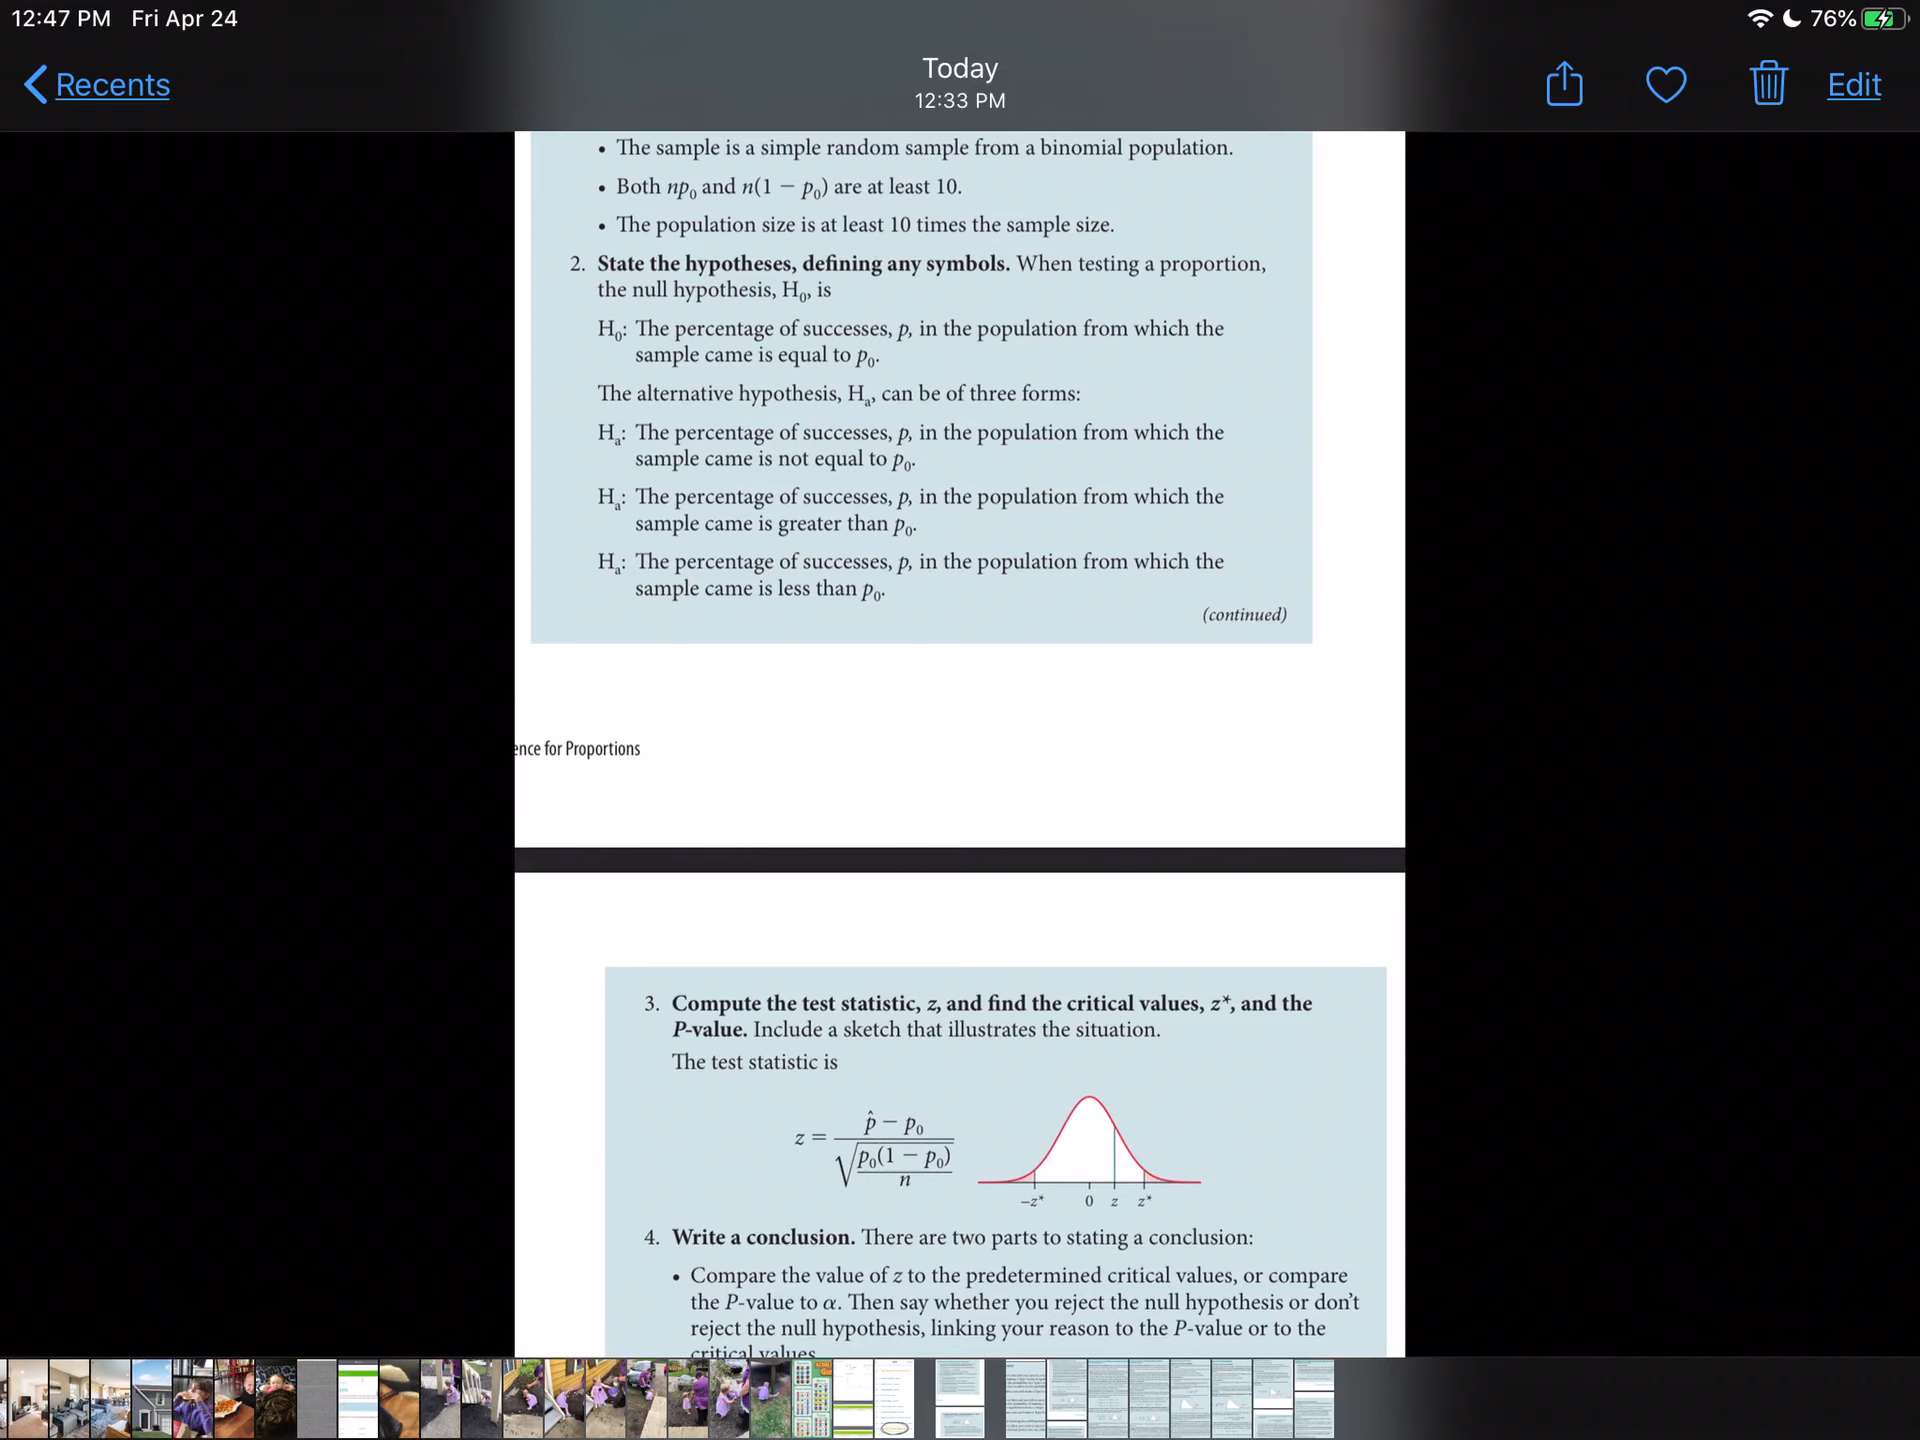 12:47 PM Fri Apr 24
76%
Recents
Today
12:33 PM
Edit
• The sample is a simple random sample from a binomial population.
• Both np₀ and n(1 − p₀) are at least 10.
• The population size is at least 10 times the sample size.
2. State the hypotheses, defining any symbols. When testing a proportion,
the null hypothesis, H₀, is
H₀: The percentage of successes, p, in the population from which the
sample came is equal to p₀.
The alternative hypothesis, Hₐ, can be of three forms:
Hₐ: The percentage of successes, p, in the population from which the
sample came is not equal to p₀.
Hₐ: The percentage of successes, p, in the population from which the
sample came is greater than p₀.
Hₐ: The percentage of successes, p, in the population from which the
sample came is less than p₀.
(continued)
ence for Proportions
3. Compute the test statistic, z, and find the critical values, z*, and the
P-value. Include a sketch that illustrates the situation.
The test statistic is
z = (p̂ − p₀) / √(p₀(1 − p₀) / n)
−z* 0 z z*
4. Write a conclusion. There are two parts to stating a conclusion:
• Compare the value of z to the predetermined critical values, or compare
the P-value to α. Then say whether you reject the null hypothesis or don't
reject the null hypothesis, linking your reason to the P-value or to the
critical values